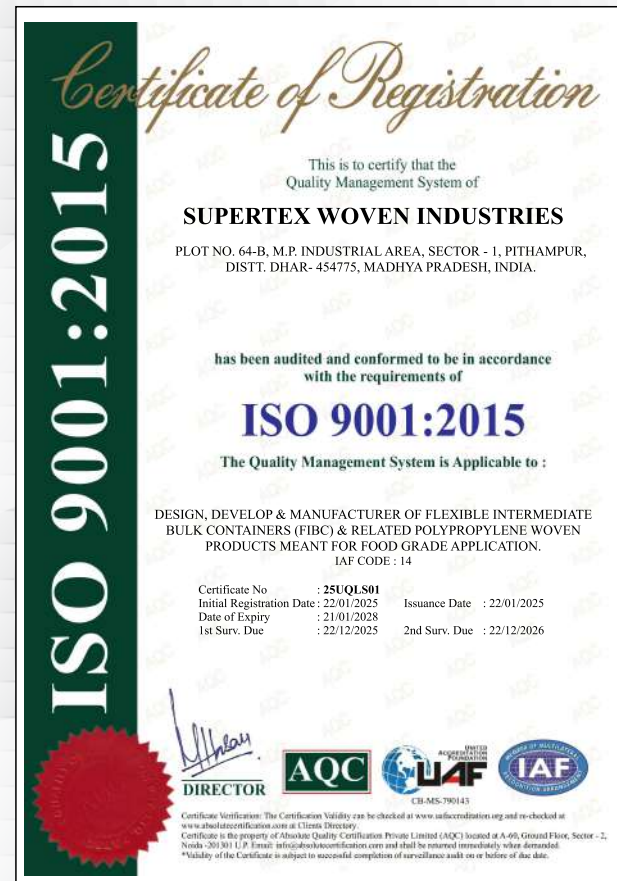 Certificate of Registration
ISO 9001:2015
This is to certify that the
Quality Management System of
SUPERTEX WOVEN INDUSTRIES
PLOT NO. 64-B, M.P. INDUSTRIAL AREA, SECTOR - 1, PITHAMPUR,
DISTT. DHAR- 454775, MADHYA PRADESH, INDIA.
has been audited and conformed to be in accordance
with the requirements of
ISO 9001:2015
The Quality Management System is Applicable to :
DESIGN, DEVELOP & MANUFACTURER OF FLEXIBLE INTERMEDIATE
BULK CONTAINERS (FIBC) & RELATED POLYPROPYLENE WOVEN
PRODUCTS MEANT FOR FOOD GRADE APPLICATION.
IAF CODE : 14
Certificate No : 25UQLS01
Initial Registration Date : 22/01/2025 Issuance Date : 22/01/2025
Date of Expiry : 21/01/2028
1st Surv. Due : 22/12/2025 2nd Surv. Due : 22/12/2026
DIRECTOR
AQC
UNITED
ACCREDITATION
FOUNDATION
UAF
CB-MS-790143
MEMBER OF MULTILATERAL
RECOGNITION ARRANGEMENT
IAF
Certificate Verification: The Certification Validity can be checked at www.uafaccreditation.org and re-checked at
www.absolutecertification.com at Clients Directory.
Certificate is the property of Absolute Quality Certification Private Limited (AQC) located at A-60, Ground Floor, Sector - 2,
Noida -201301 U.P. Email: info@absolutecertification.com and shall be returned immediately when demanded.
*Validity of the Certificate is subject to successful completion of surveillance audit on or before of due date.